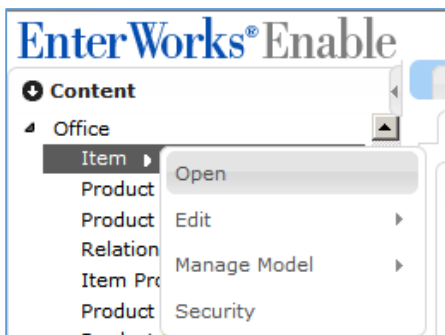 EnterWorks®Enable
Content
Office
Item
Open
Product
Product
Edit
Relation
Manage Model
Item Pro
Product
Security